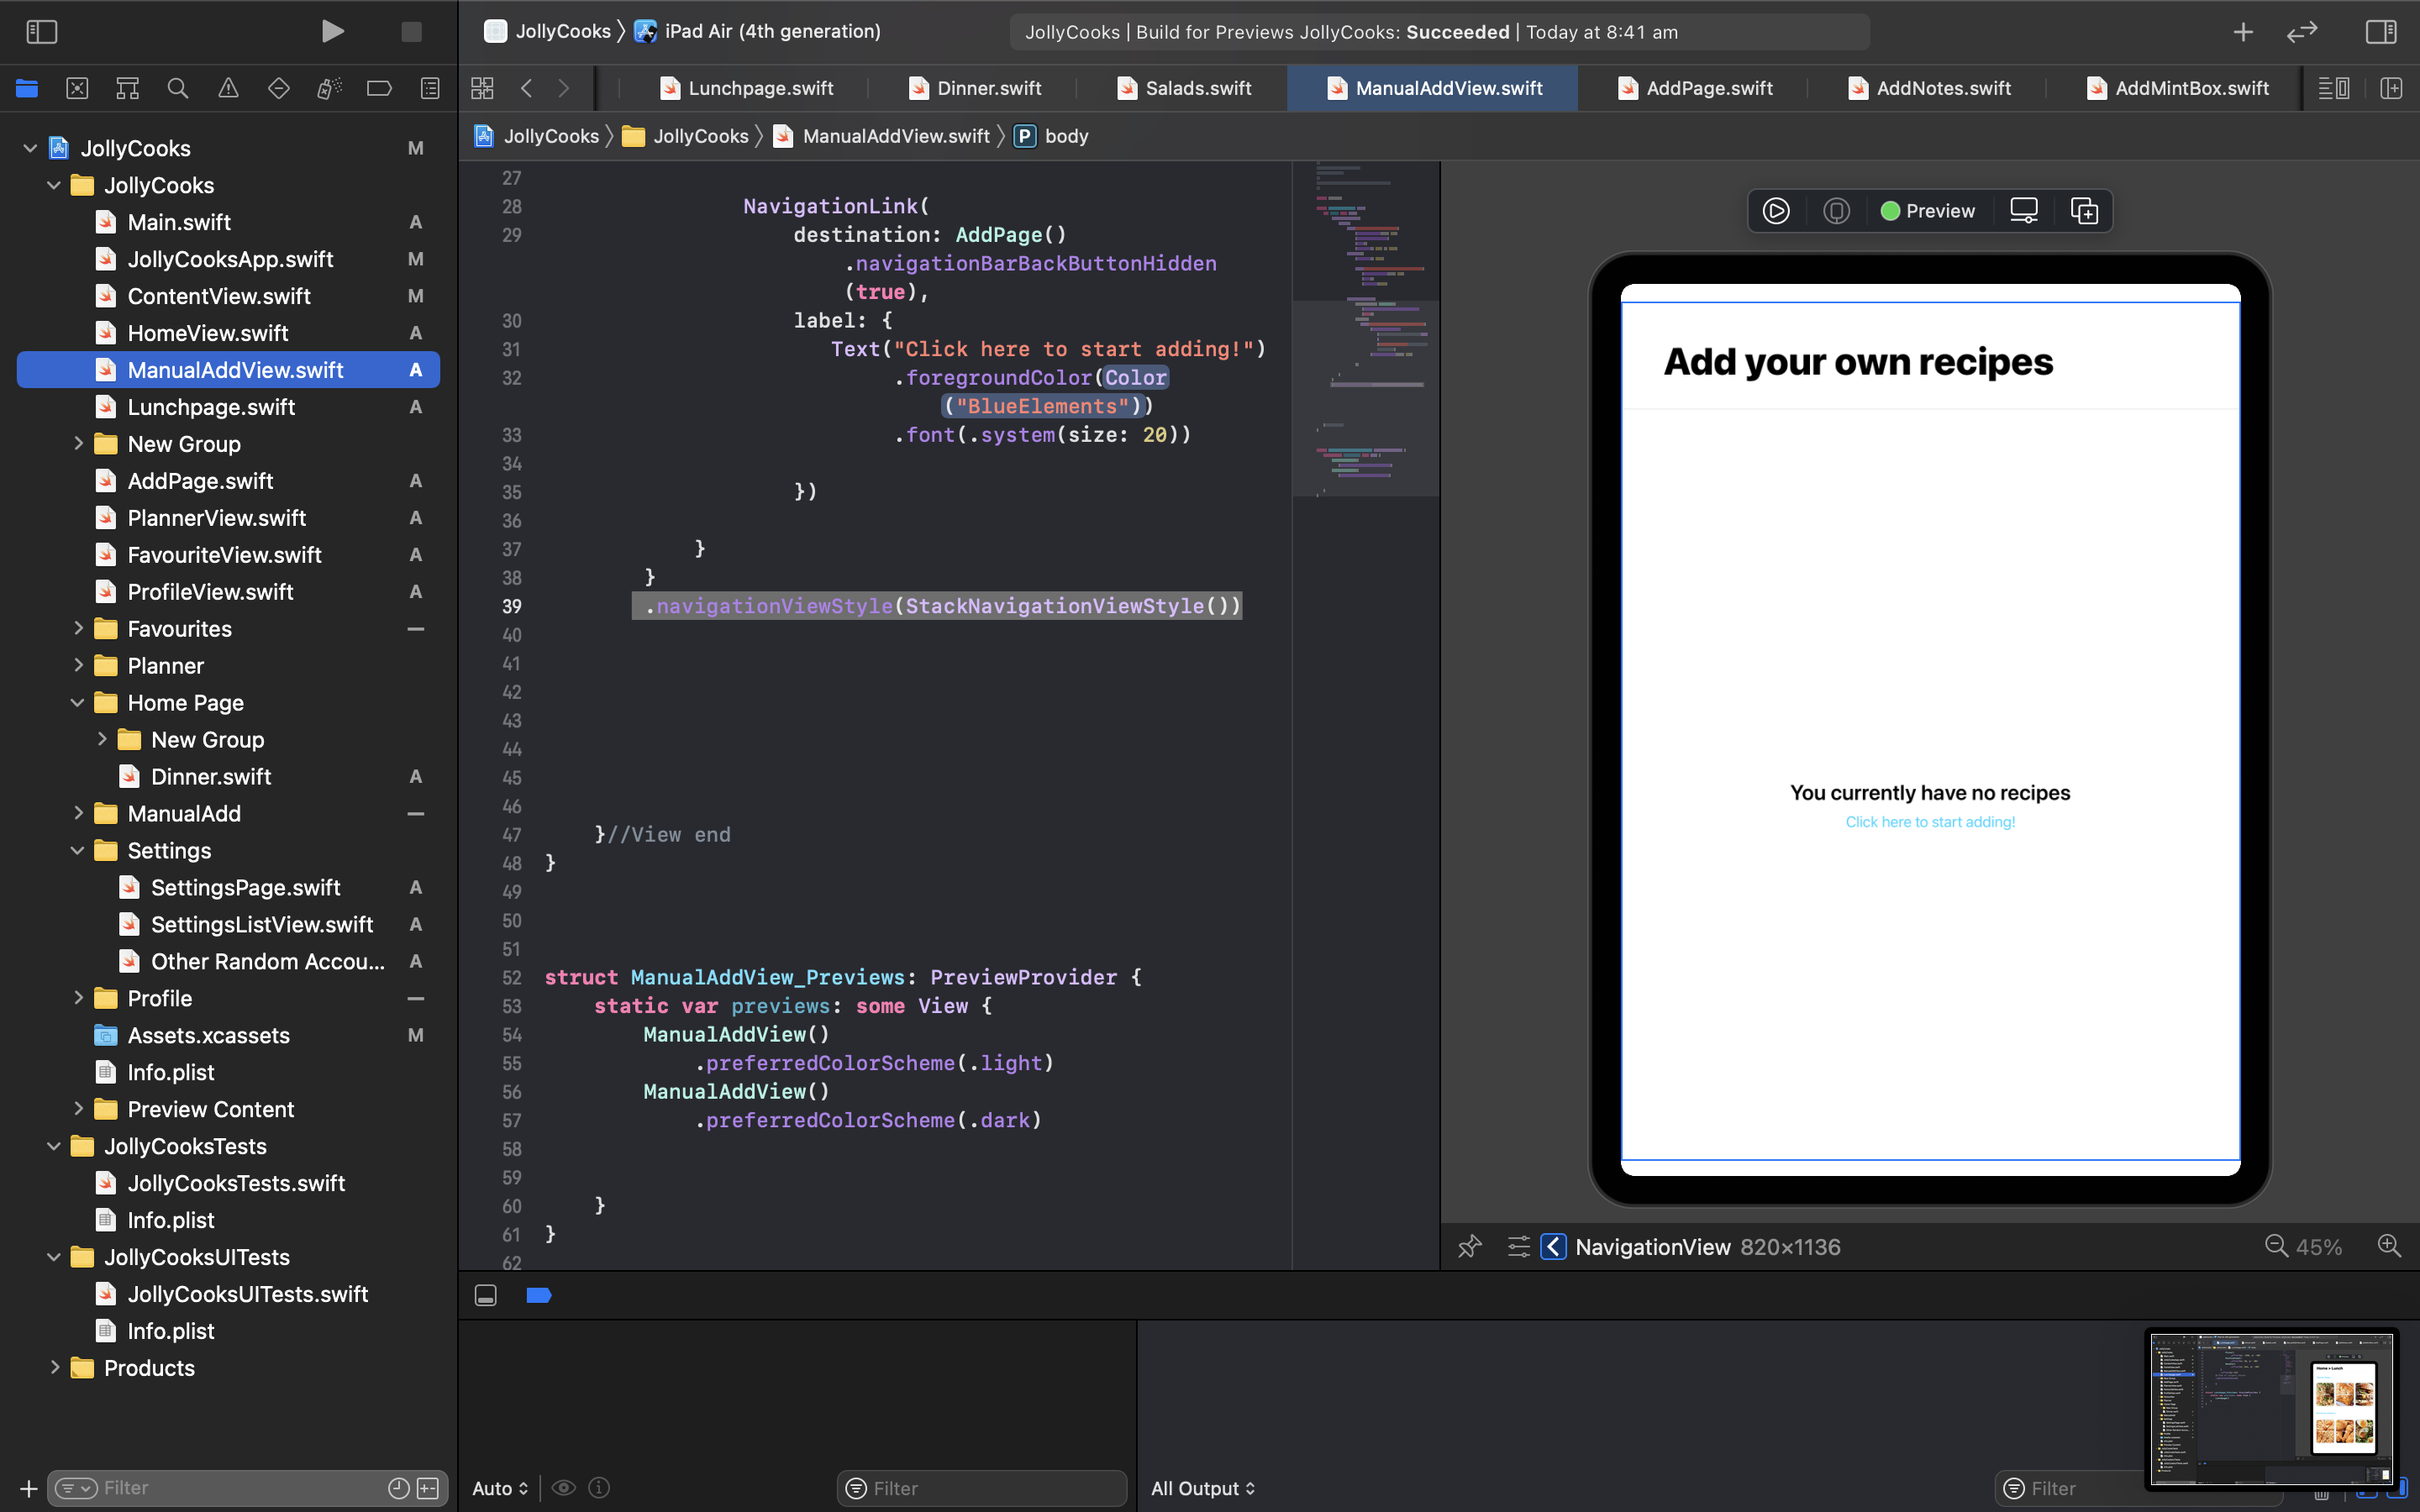 JollyCooks 〉 iPad Air (4th generation)
JollyCooks | Build for Previews JollyCooks: Succeeded | Today at 8:41 am
Lunchpage.swift
Dinner.swift
Salads.swift
ManualAddView.swift
AddPage.swift
AddNotes.swift
AddMintBox.swift
JollyCooks 〉 JollyCooks 〉 ManualAddView.swift 〉 P body
JollyCooks M
JollyCooks
Main.swift A
JollyCooksApp.swift M
ContentView.swift M
HomeView.swift A
ManualAddView.swift A
Lunchpage.swift A
New Group
AddPage.swift A
PlannerView.swift A
FavouriteView.swift A
ProfileView.swift A
Favourites
Planner
Home Page
New Group
Dinner.swift A
ManualAdd
Settings
SettingsPage.swift A
SettingsListView.swift A
Other Random Accou... A
Profile
Assets.xcassets M
Info.plist
Preview Content
JollyCooksTests
JollyCooksTests.swift
Info.plist
JollyCooksUITests
JollyCooksUITests.swift
Info.plist
Products
Filter
27
28 NavigationLink(
29 destination: AddPage()
.navigationBarBackButtonHidden
(true),
30 label: {
31 Text("Click here to start adding!")
32 .foregroundColor(Color
("BlueElements"))
33 .font(.system(size: 20))
34
35 })
36
37 }
38 }
39 .navigationViewStyle(StackNavigationViewStyle())
40
41
42
43
44
45
46
47 }//View end
48 }
49
50
51
52 struct ManualAddView_Previews: PreviewProvider {
53 static var previews: some View {
54 ManualAddView()
55 .preferredColorScheme(.light)
56 ManualAddView()
57 .preferredColorScheme(.dark)
58
59
60 }
61 }
62
Preview
Add your own recipes
You currently have no recipes
Click here to start adding!
NavigationView 820×1136
45%
Auto
Filter
All Output
Filter